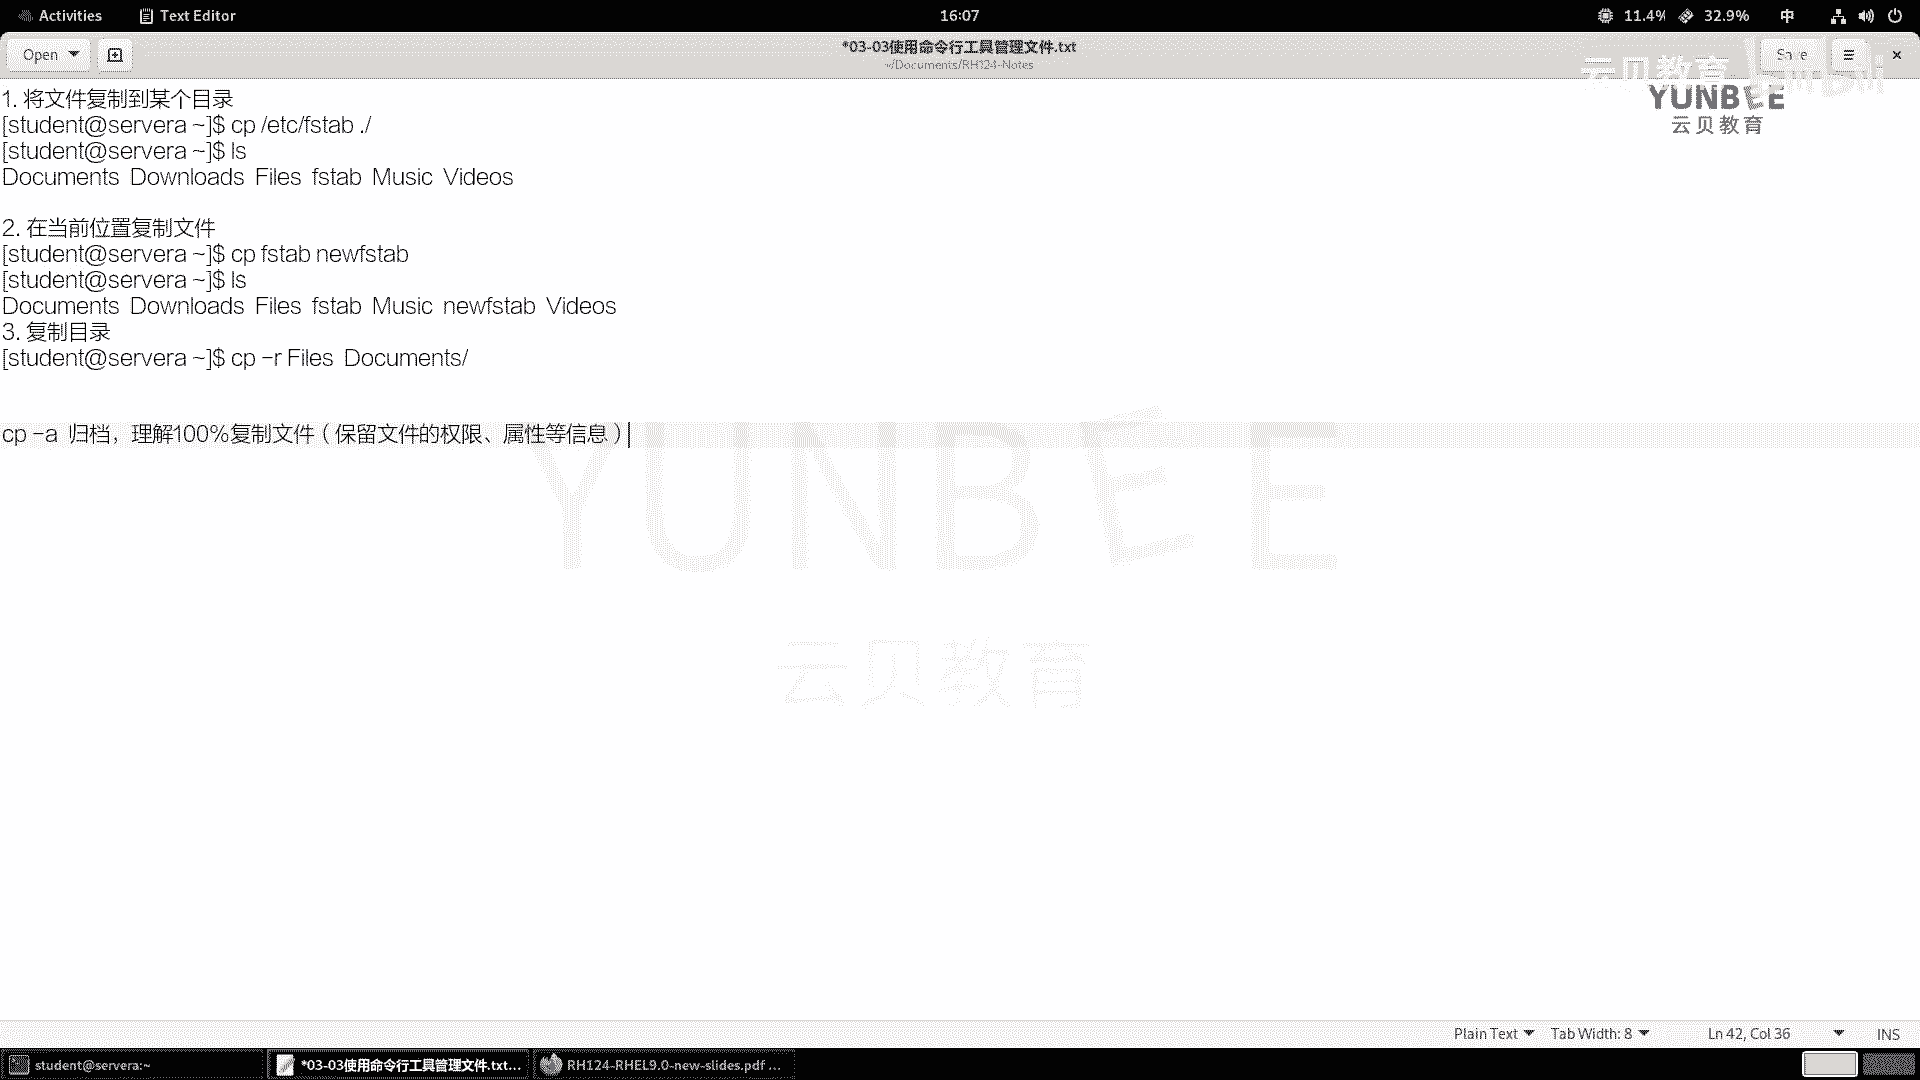 Activities Text Editor 16:07 11.4% 32.9% 中
Open *03-03使用命令行工具管理文件.txt Save
~/Documents/RH124-Notes
云贝教育 bilibili
YUNBEE
云贝教育
1. 将文件复制到某个目录
[student@servera ~]$ cp /etc/fstab ./
[student@servera ~]$ ls
Documents Downloads Files fstab Music Videos
2. 在当前位置复制文件
[student@servera ~]$ cp fstab newfstab
[student@servera ~]$ ls
Documents Downloads Files fstab Music newfstab Videos
3. 复制目录
[student@servera ~]$ cp -r Files Documents/
cp -a 归档，理解100%复制文件（保留文件的权限、属性等信息）
YUNBEE
云贝教育
Plain Text Tab Width: 8 Ln 42, Col 36 INS
student@servera:~ *03-03使用命令行工具管理文件.txt... RH124-RHEL9.0-new-slides.pdf ...